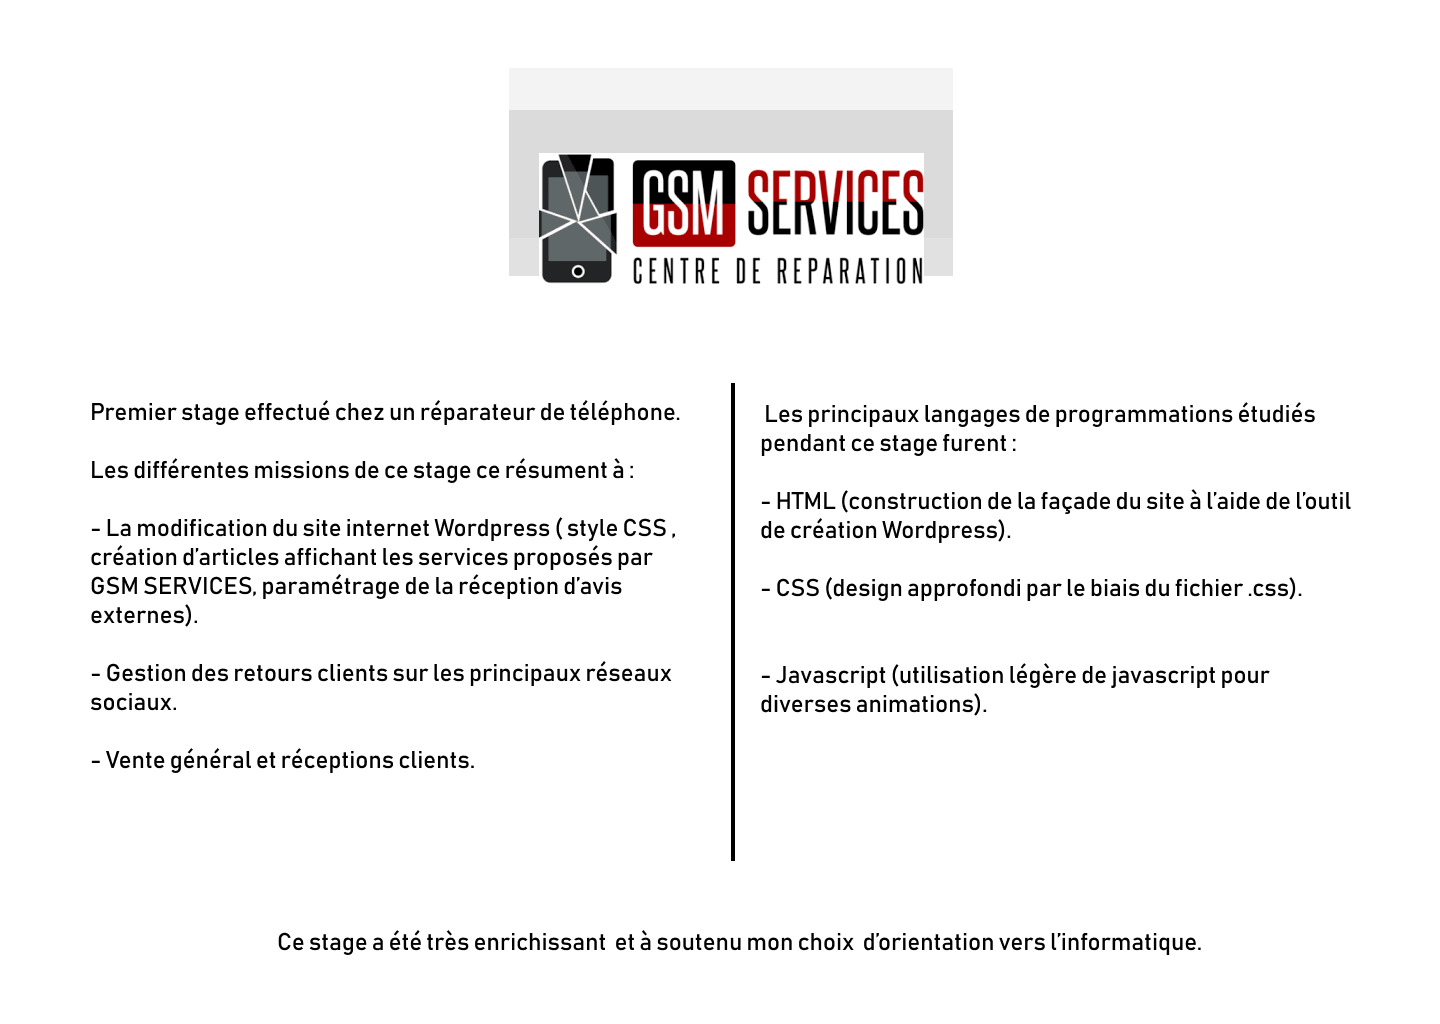 GSM SERVICES
CENTRE DE REPARATION
Premier stage effectué chez un réparateur de téléphone.
Les différentes missions de ce stage ce résument à :
- La modification du site internet Wordpress ( style CSS ,
création d’articles affichant les services proposés par
GSM SERVICES, paramétrage de la réception d’avis
externes).
- Gestion des retours clients sur les principaux réseaux
sociaux.
- Vente général et réceptions clients.
Les principaux langages de programmations étudiés
pendant ce stage furent :
- HTML (construction de la façade du site à l’aide de l’outil
de création Wordpress).
- CSS (design approfondi par le biais du fichier .css).
- Javascript (utilisation légère de javascript pour
diverses animations).
Ce stage a été très enrichissant  et à soutenu mon choix  d’orientation vers l’informatique.